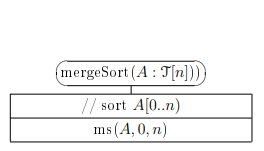 mergeSort(A : 𝒯[n]))
// sort A[0..n)
ms(A, 0, n)